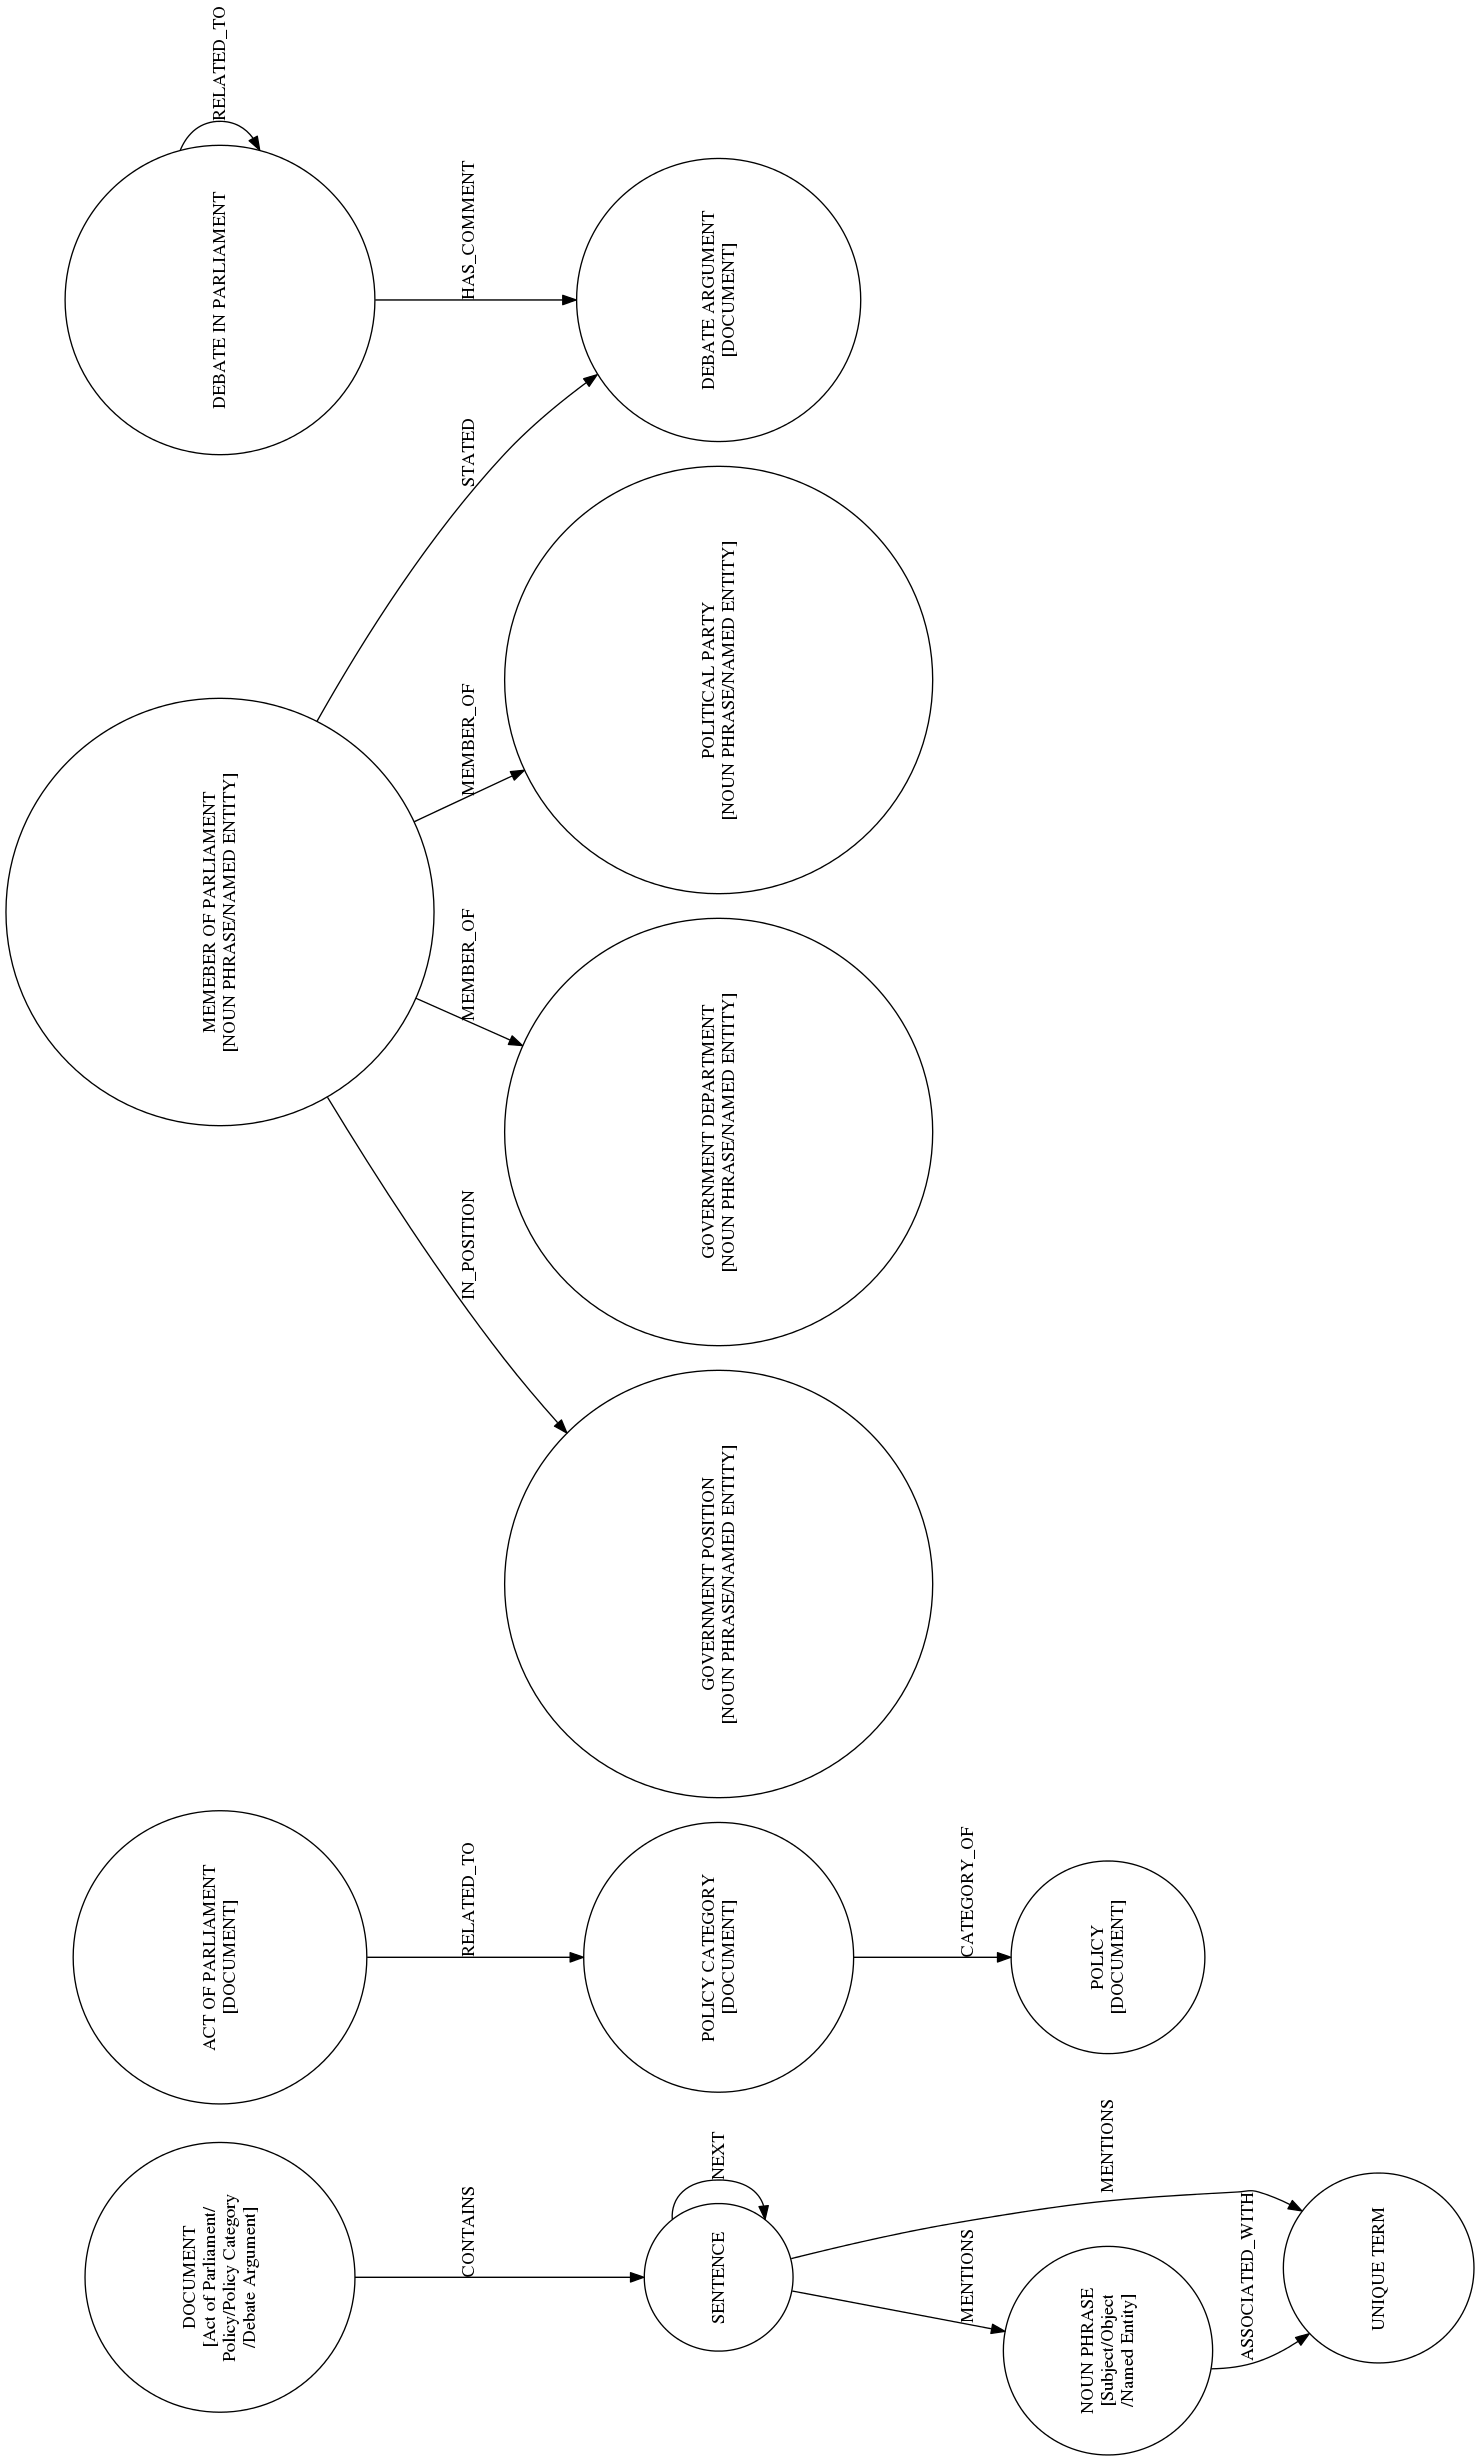 DOCUMENT
[Act of Parliament/
Policy/Policy Category
/Debate Argument]
CONTAINS
SENTENCE
NEXT
MENTIONS
NOUN PHRASE
[Subject/Object
/Named Entity]
MENTIONS
ASSOCIATED_WITH
UNIQUE TERM
ACT OF PARLIAMENT
[DOCUMENT]
RELATED_TO
POLICY CATEGORY
[DOCUMENT]
CATEGORY_OF
POLICY
[DOCUMENT]
MEMEBER OF PARLIAMENT
[NOUN PHRASE/NAMED ENTITY]
IN_POSITION
GOVERNMENT POSITION
[NOUN PHRASE/NAMED ENTITY]
MEMBER_OF
GOVERNMENT DEPARTMENT
[NOUN PHRASE/NAMED ENTITY]
MEMBER_OF
POLITICAL PARTY
[NOUN PHRASE/NAMED ENTITY]
STATED
DEBATE ARGUMENT
[DOCUMENT]
DEBATE IN PARLIAMENT
RELATED_TO
HAS_COMMENT